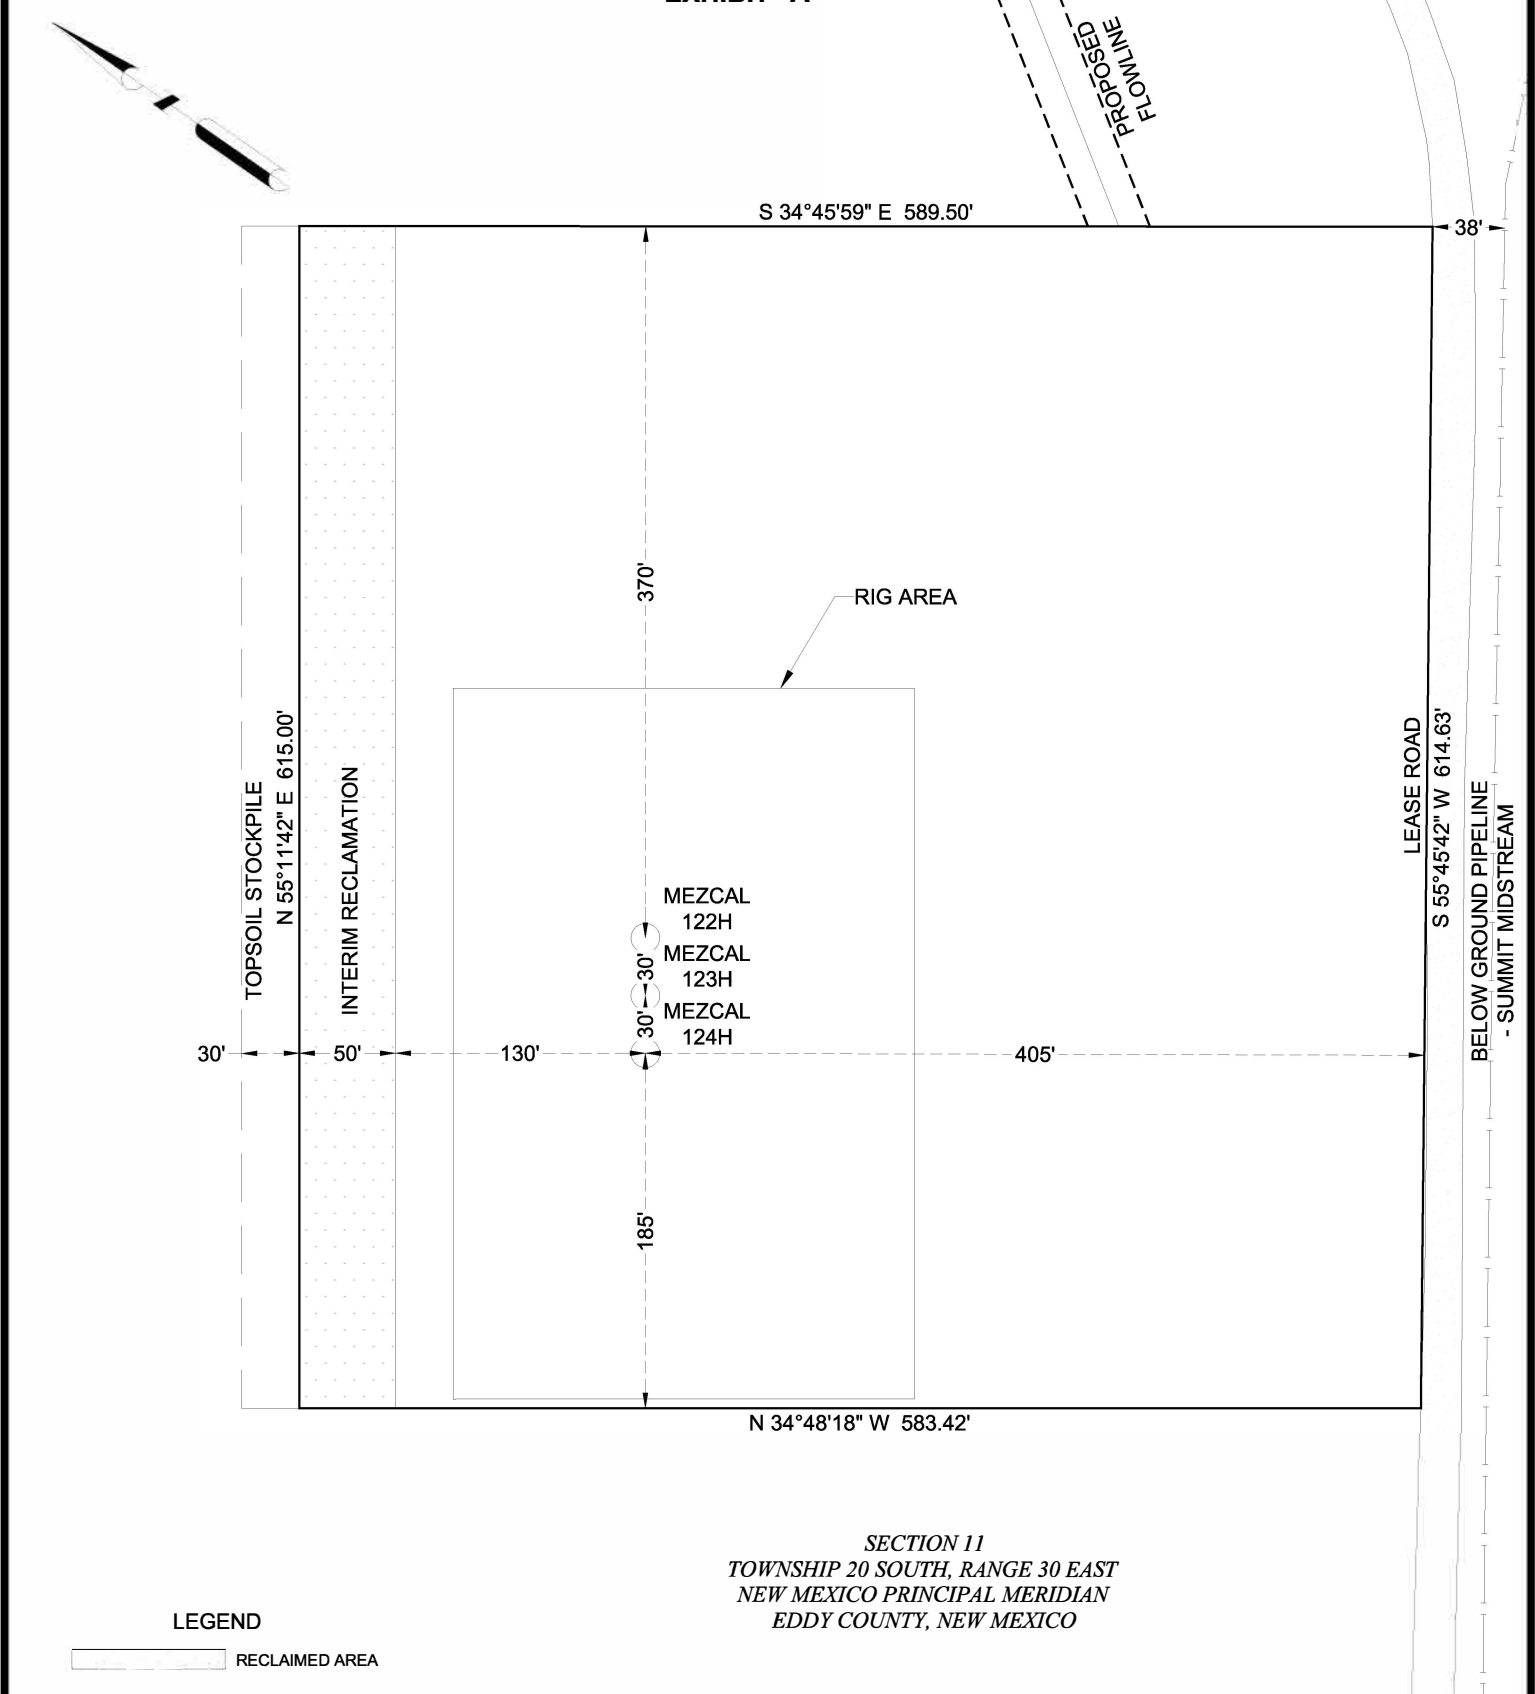 PROPOSED
FLOWLINE
S 34°45'59" E 589.50'
38'
370'
RIG AREA
TOPSOIL STOCKPILE
N 55°11'42" E 615.00'
INTERIM RECLAMATION
LEASE ROAD
S 55°45'42" W 614.63'
BELOW GROUND PIPELINE
- SUMMIT MIDSTREAM
MEZCAL
122H
30'
MEZCAL
123H
30'
MEZCAL
124H
30'
50'
130'
405'
185'
N 34°48'18" W 583.42'
SECTION 11
TOWNSHIP 20 SOUTH, RANGE 30 EAST
NEW MEXICO PRINCIPAL MERIDIAN
EDDY COUNTY, NEW MEXICO
LEGEND
RECLAIMED AREA